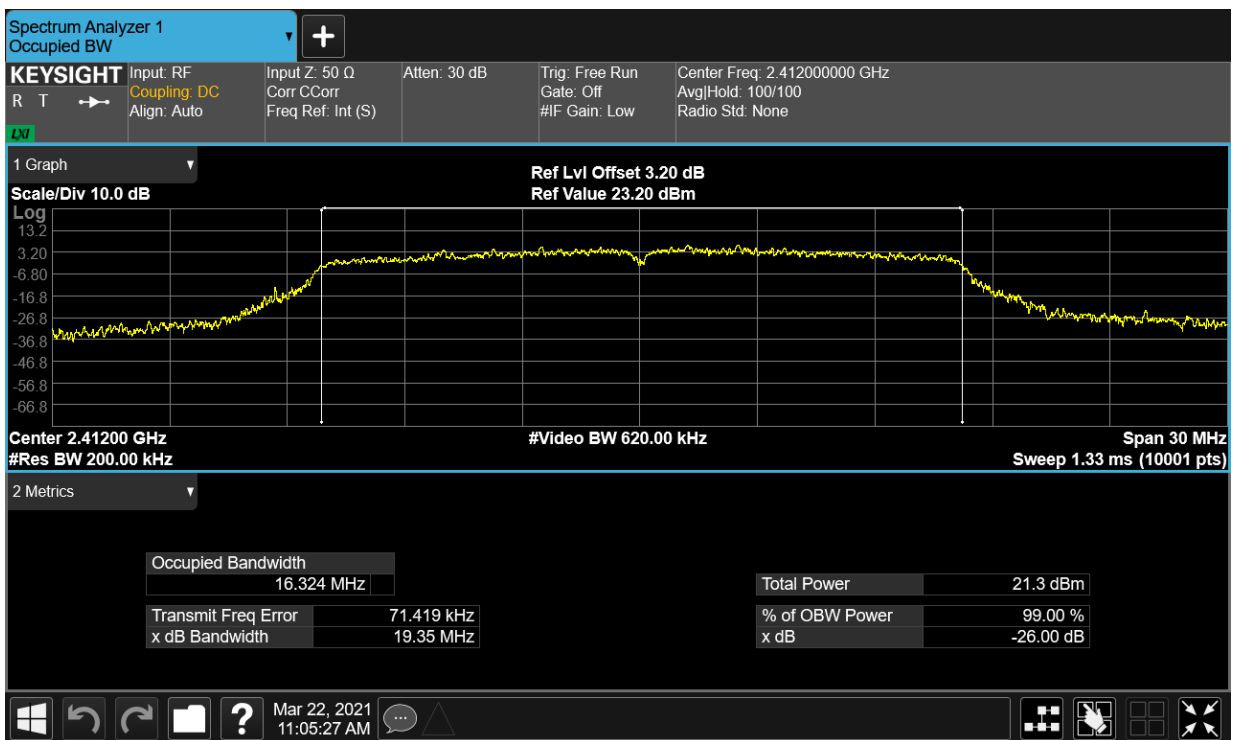 Spectrum Analyzer 1
Occupied BW
+
KEYSIGHT Input: RF Input Z: 50 Ω Atten: 30 dB Trig: Free Run Center Freq: 2.412000000 GHz
R T Coupling: DC Corr CCorr Gate: Off Avg|Hold: 100/100
Align: Auto Freq Ref: Int (S) #IF Gain: Low Radio Std: None
LXI
1 Graph
Ref Lvl Offset 3.20 dB
Scale/Div 10.0 dB Ref Value 23.20 dBm
Log
13.2
3.20
-6.80
-16.8
-26.8
-36.8
-46.8
-56.8
-66.8
Center 2.41200 GHz #Video BW 620.00 kHz Span 30 MHz
#Res BW 200.00 kHz Sweep 1.33 ms (10001 pts)
2 Metrics
Occupied Bandwidth
16.324 MHz Total Power 21.3 dBm
Transmit Freq Error 71.419 kHz % of OBW Power 99.00 %
x dB Bandwidth 19.35 MHz x dB -26.00 dB
? Mar 22, 2021
11:05:27 AM